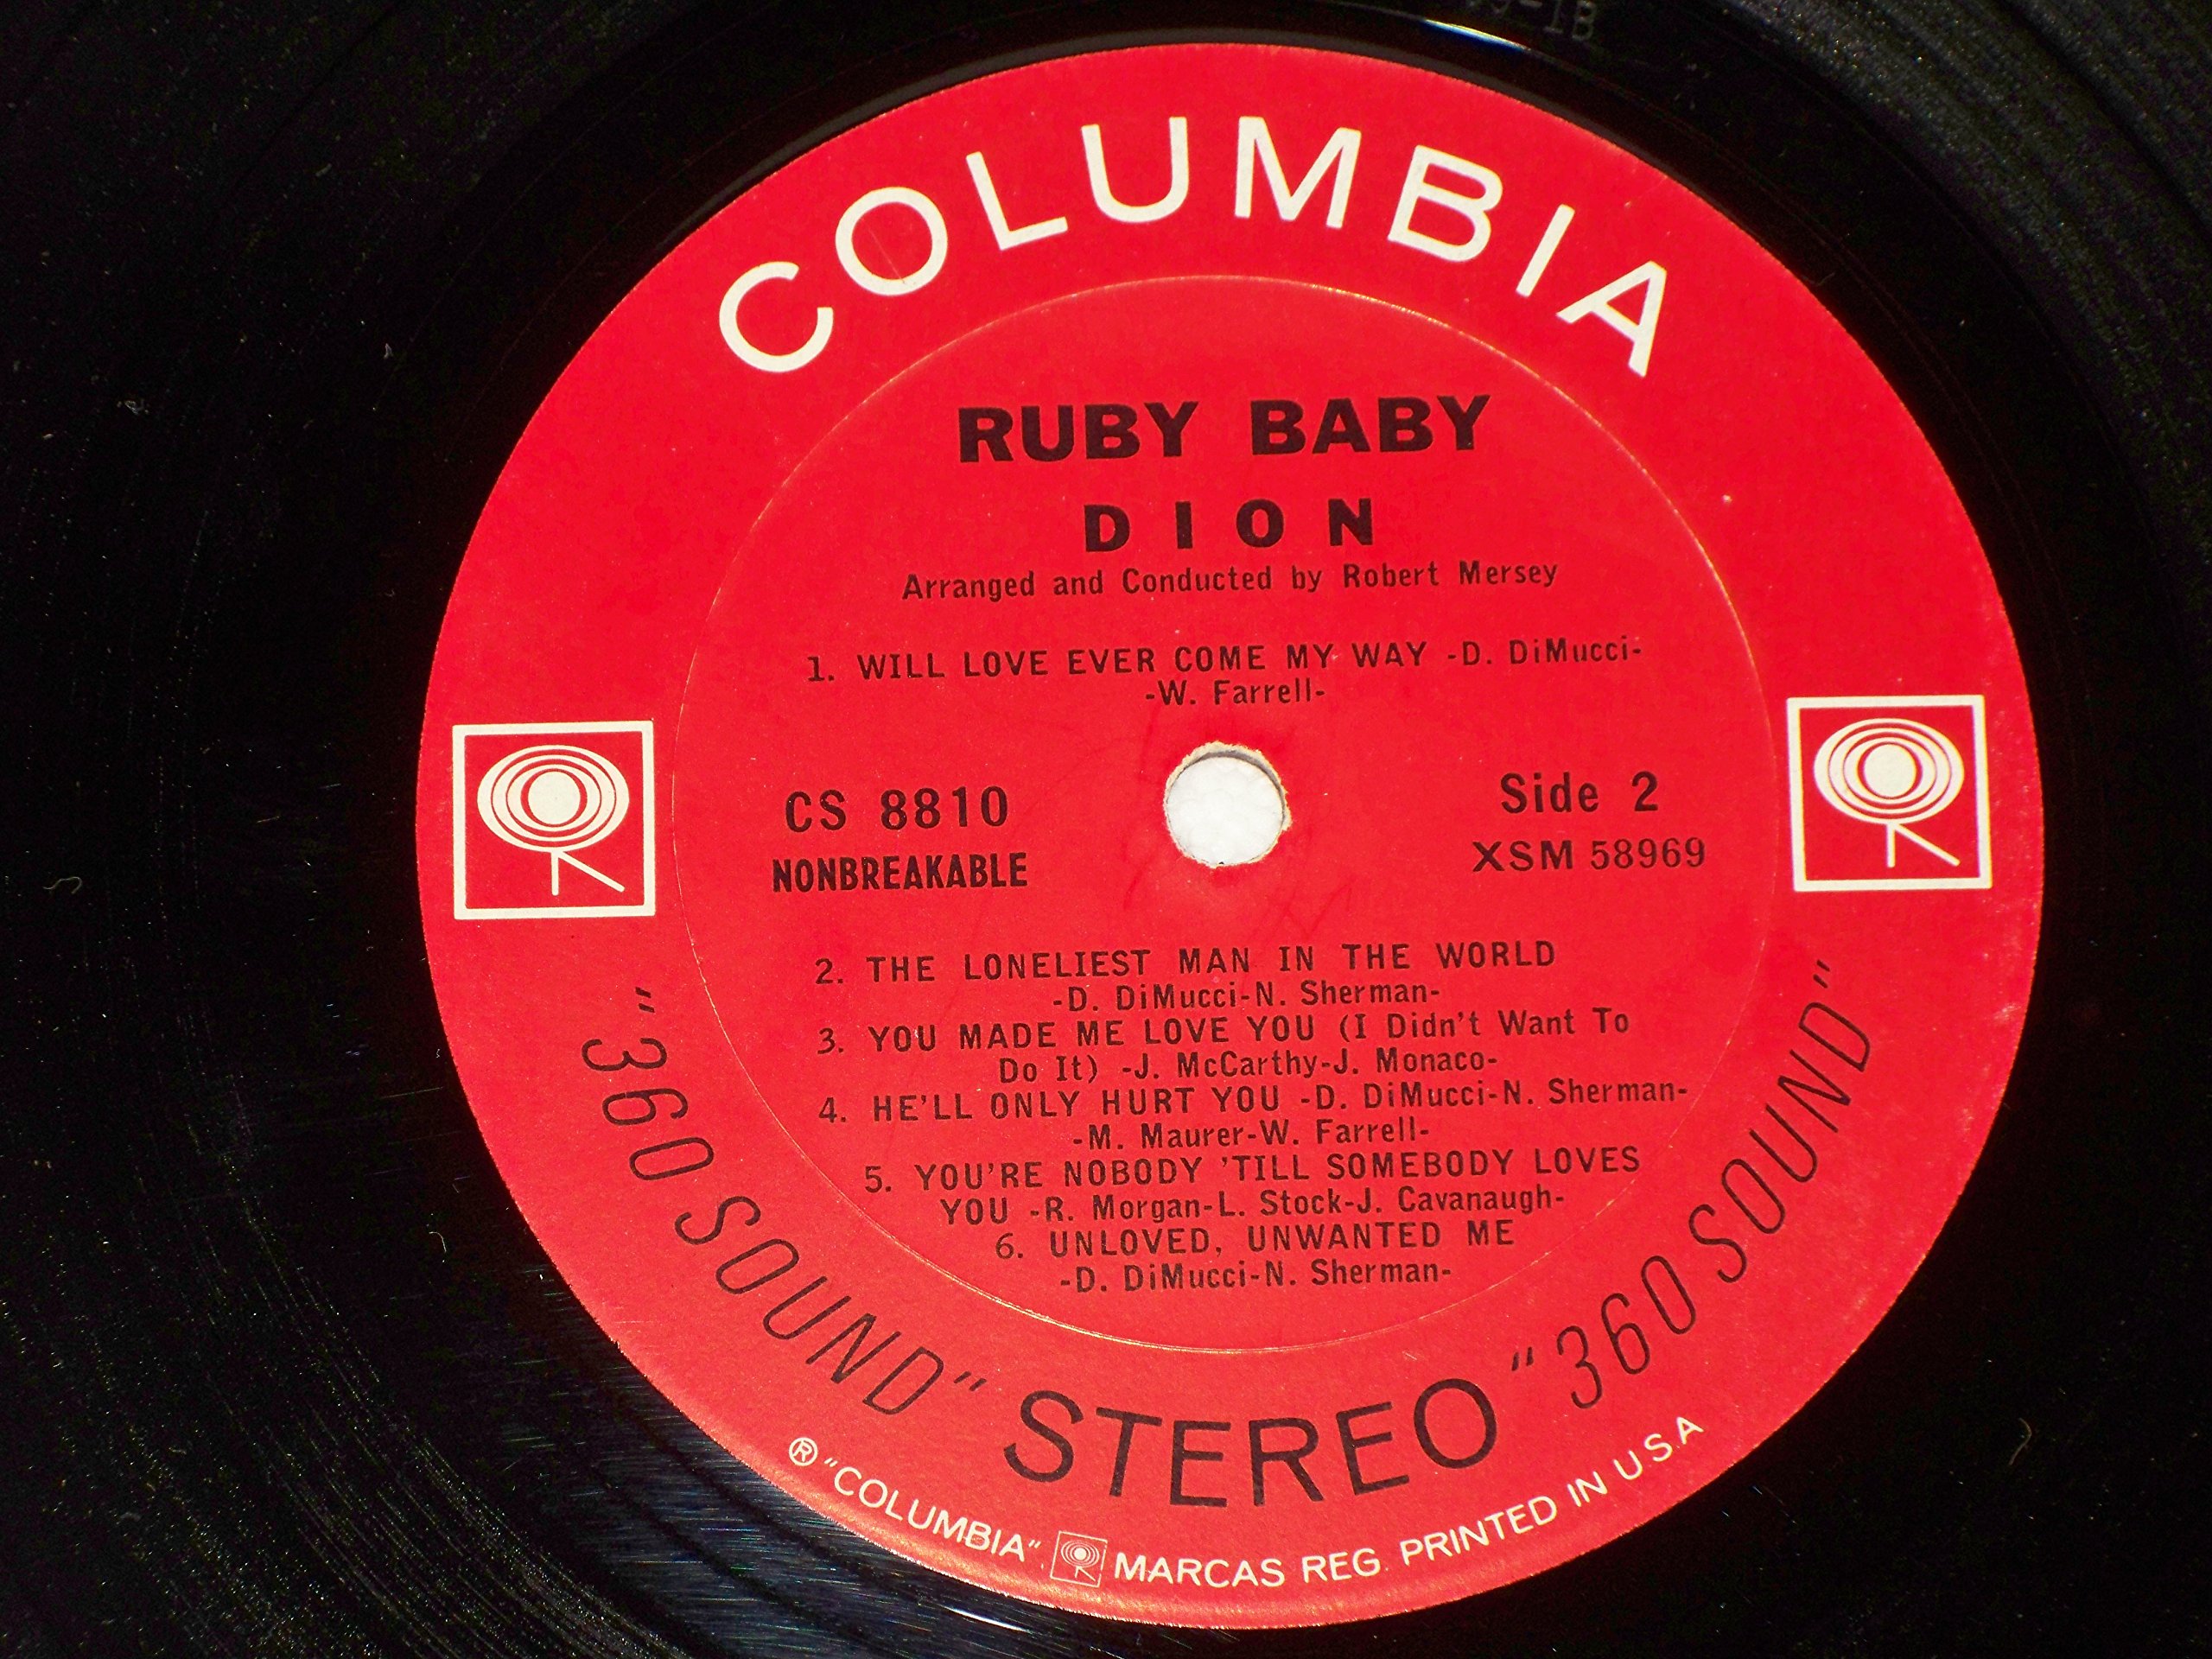 9-1B
COLUMBIA
RUBY BABY
DION
Arranged and Conducted by Robert Mersey
1. WILL LOVE EVER COME MY WAY -D. DiMucci-
-W. Farrell-
CS 8810
NONBREAKABLE
Side 2
XSM 58969
2. THE LONELIEST MAN IN THE WORLD
-D. DiMucci-N. Sherman-
3. YOU MADE ME LOVE YOU (I Didn't Want To
Do It) -J. McCarthy-J. Monaco-
4. HE'LL ONLY HURT YOU -D. DiMucci-N. Sherman-
-M. Maurer-W. Farrell-
5. YOU'RE NOBODY 'TILL SOMEBODY LOVES
YOU -R. Morgan-L. Stock-J. Cavanaugh-
6. UNLOVED, UNWANTED ME
-D. DiMucci-N. Sherman-
"360 SOUND" STEREO "360 SOUND"
® "COLUMBIA", MARCAS REG. PRINTED IN U.S.A